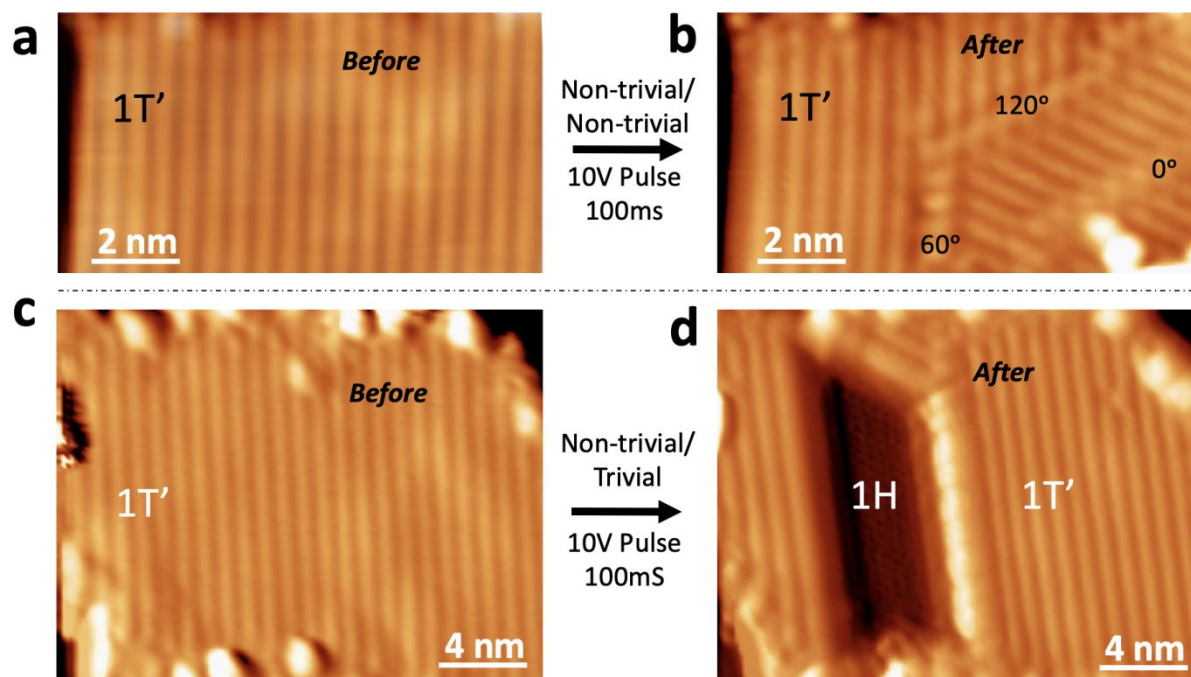 a
Before
1T’
2 nm
Non-trivial/
Non-trivial
10V Pulse
100ms
b
After
1T’
120°
0°
60°
2 nm
c
Before
1T’
4 nm
Non-trivial/
Trivial
10V Pulse
100mS
d
After
1H
1T’
4 nm